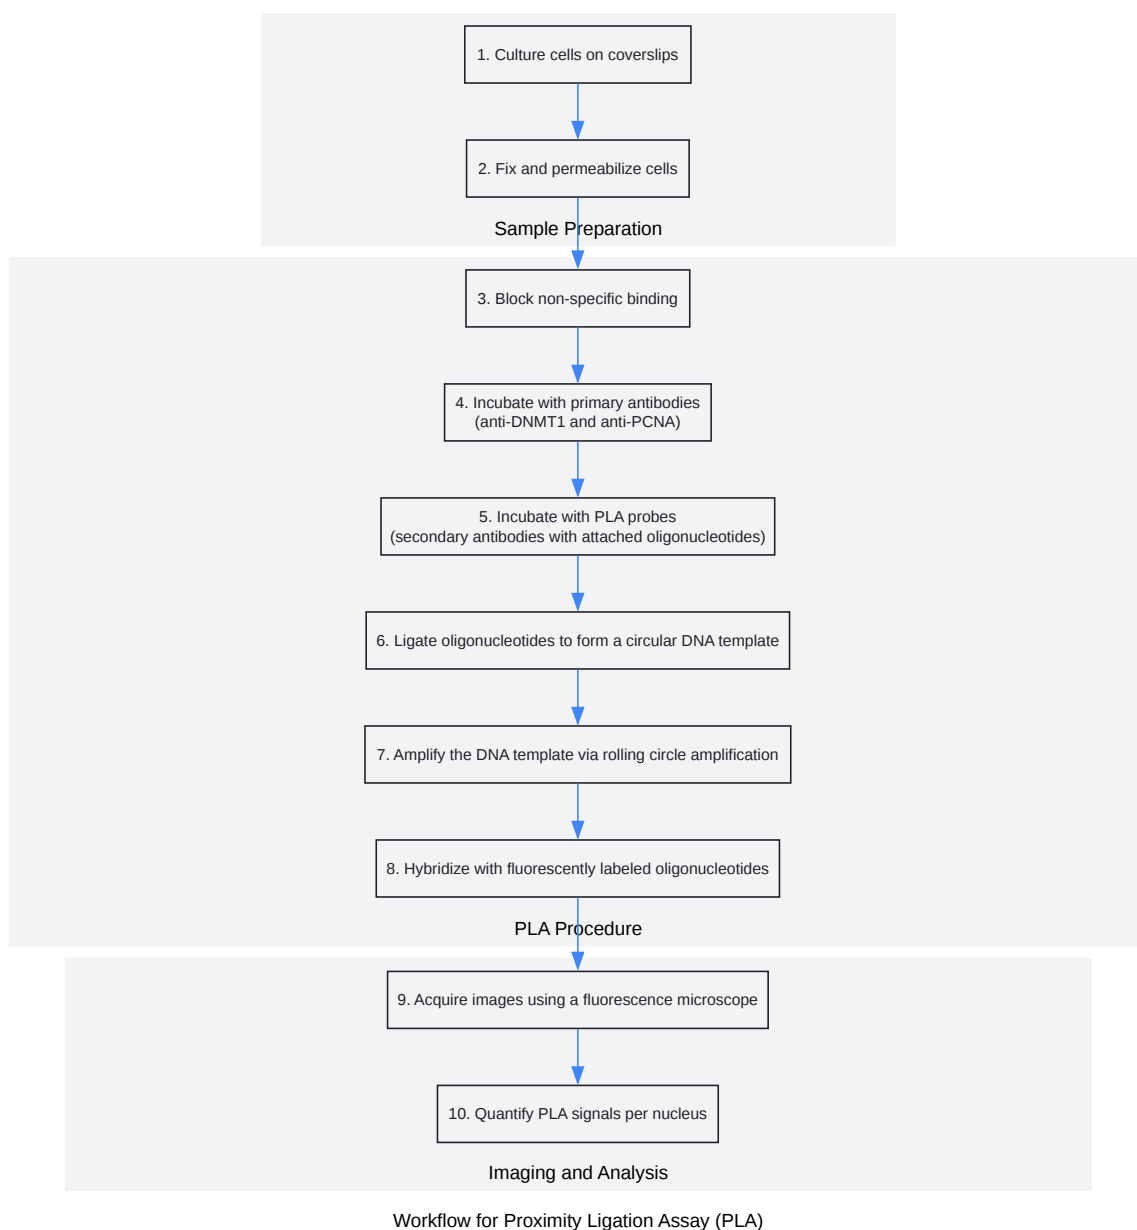 1. Culture cells on coverslips
2. Fix and permeabilize cells
Sample Preparation
3. Block non-specific binding
4. Incubate with primary antibodies
(anti-DNMT1 and anti-PCNA)
5. Incubate with PLA probes
(secondary antibodies with attached oligonucleotides)
6. Ligate oligonucleotides to form a circular DNA template
7. Amplify the DNA template via rolling circle amplification
8. Hybridize with fluorescently labeled oligonucleotides
PLA Procedure
9. Acquire images using a fluorescence microscope
10. Quantify PLA signals per nucleus
Imaging and Analysis
Workflow for Proximity Ligation Assay (PLA)